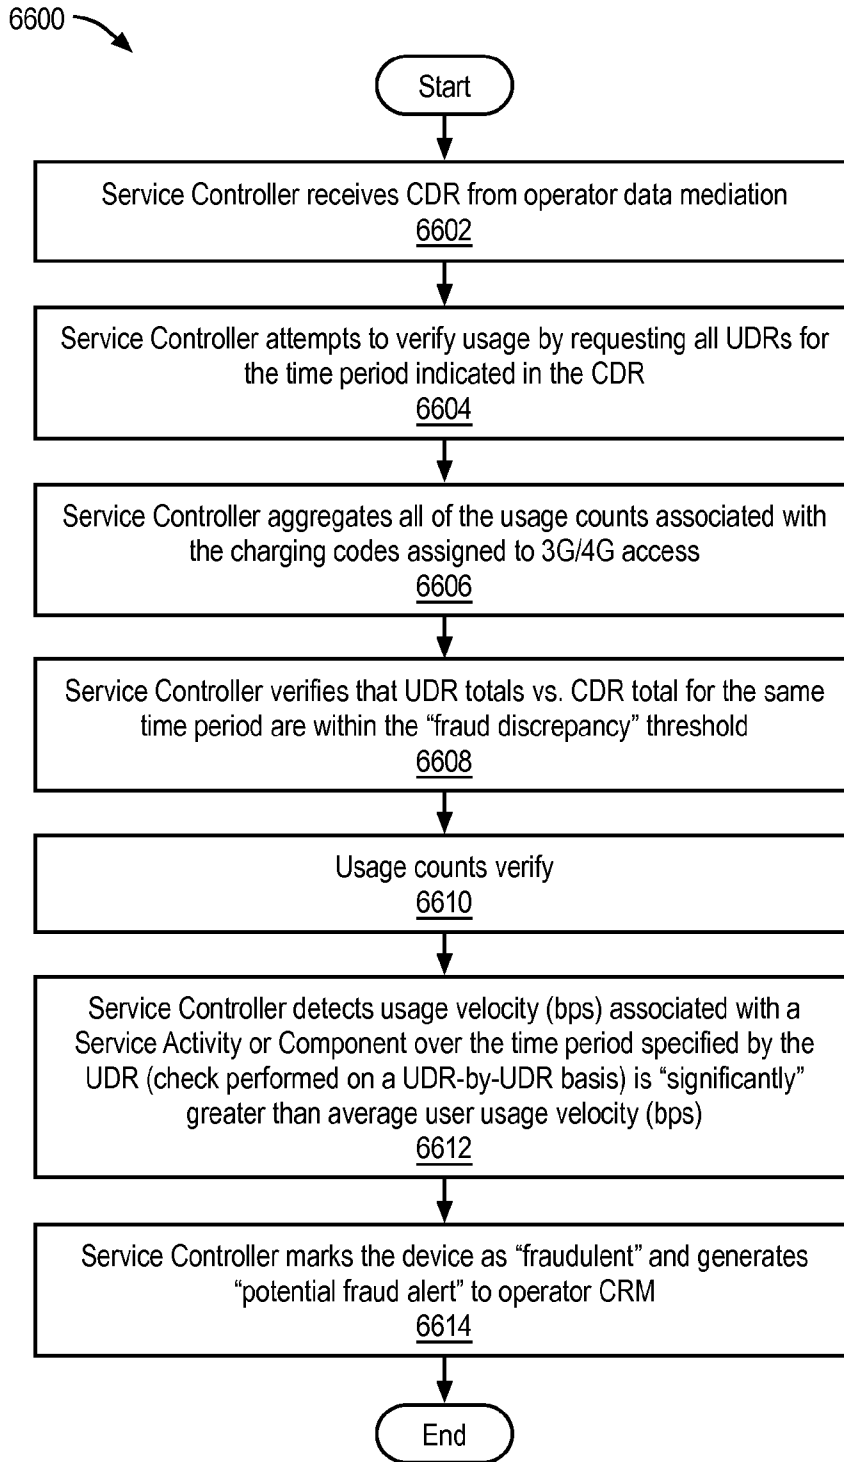 6600
Start
Service Controller receives CDR from operator data mediation
6602
Service Controller attempts to verify usage by requesting all UDRs for
the time period indicated in the CDR
6604
Service Controller aggregates all of the usage counts associated with
the charging codes assigned to 3G/4G access
6606
Service Controller verifies that UDR totals vs. CDR total for the same
time period are within the “fraud discrepancy” threshold
6608
Usage counts verify
6610
Service Controller detects usage velocity (bps) associated with a
Service Activity or Component over the time period specified by the
UDR (check performed on a UDR-by-UDR basis) is “significantly”
greater than average user usage velocity (bps)
6612
Service Controller marks the device as “fraudulent” and generates
“potential fraud alert” to operator CRM
6614
End